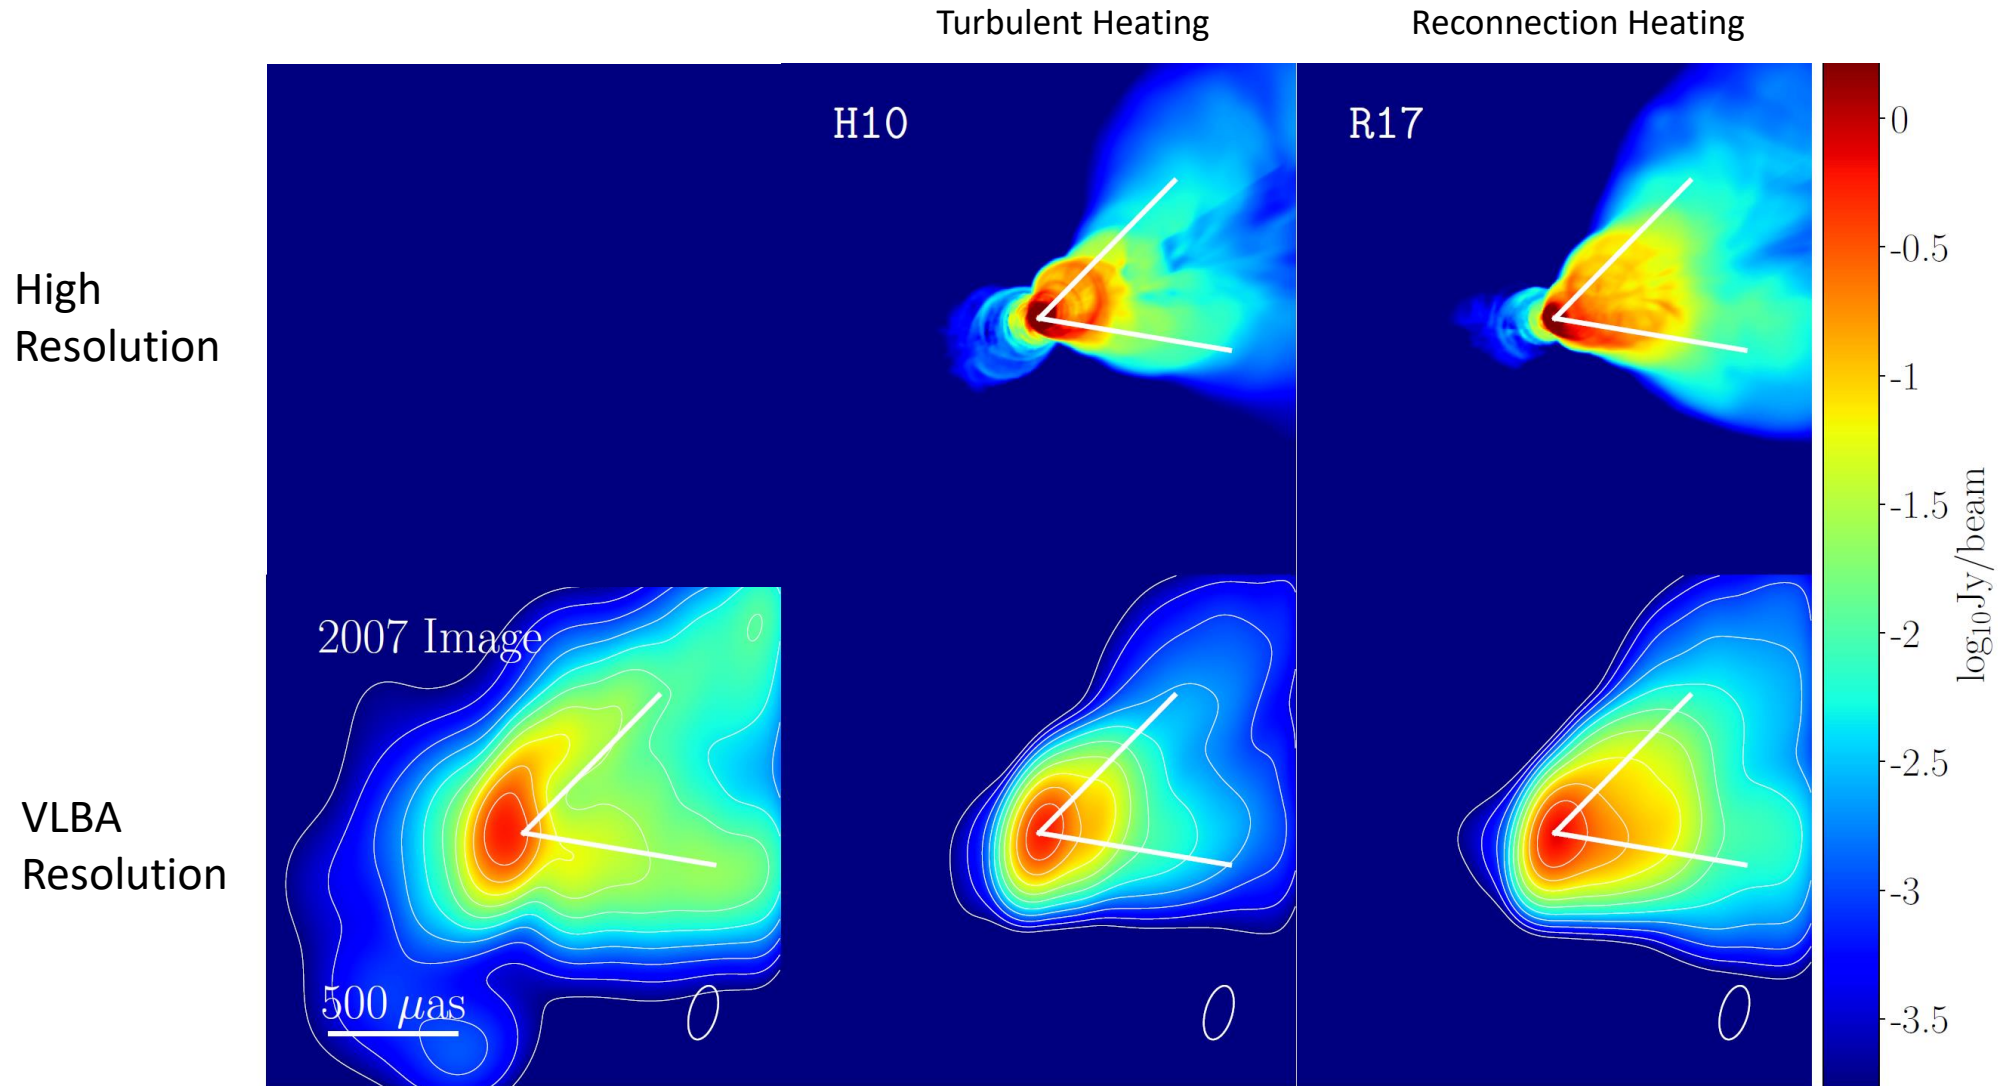 Turbulent Heating
Reconnection Heating
H10
R17
High
Resolution
0
-0.5
-1
-1.5
-2
-2.5
-3
-3.5
log₁₀Jy/beam
2007 Image
VLBA
Resolution
500 μas